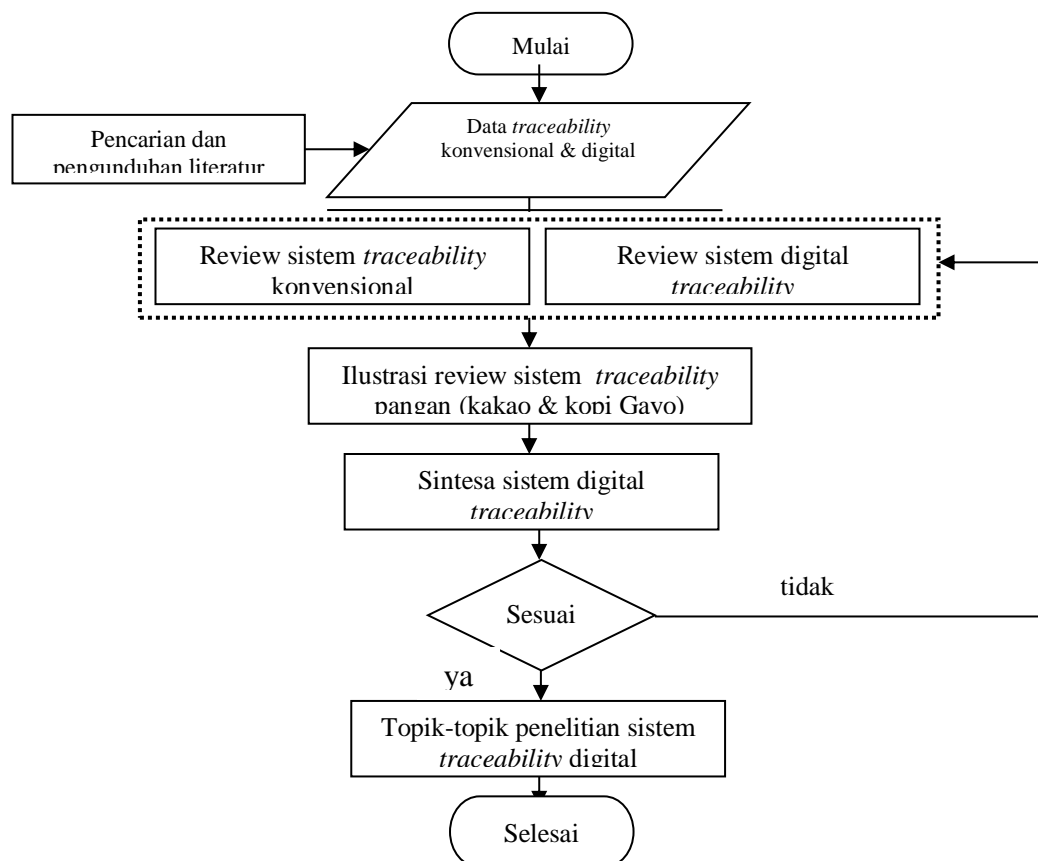 Mulai
Data traceability
konvensional & digital
Pencarian dan
pengunduhan literatur
Review sistem traceability
konvensional
Review sistem digital
traceability
Ilustrasi review sistem traceability
pangan (kakao & kopi Gayo)
Sintesa sistem digital
traceability
Sesuai
tidak
ya
Topik-topik penelitian sistem
traceability digital
Selesai